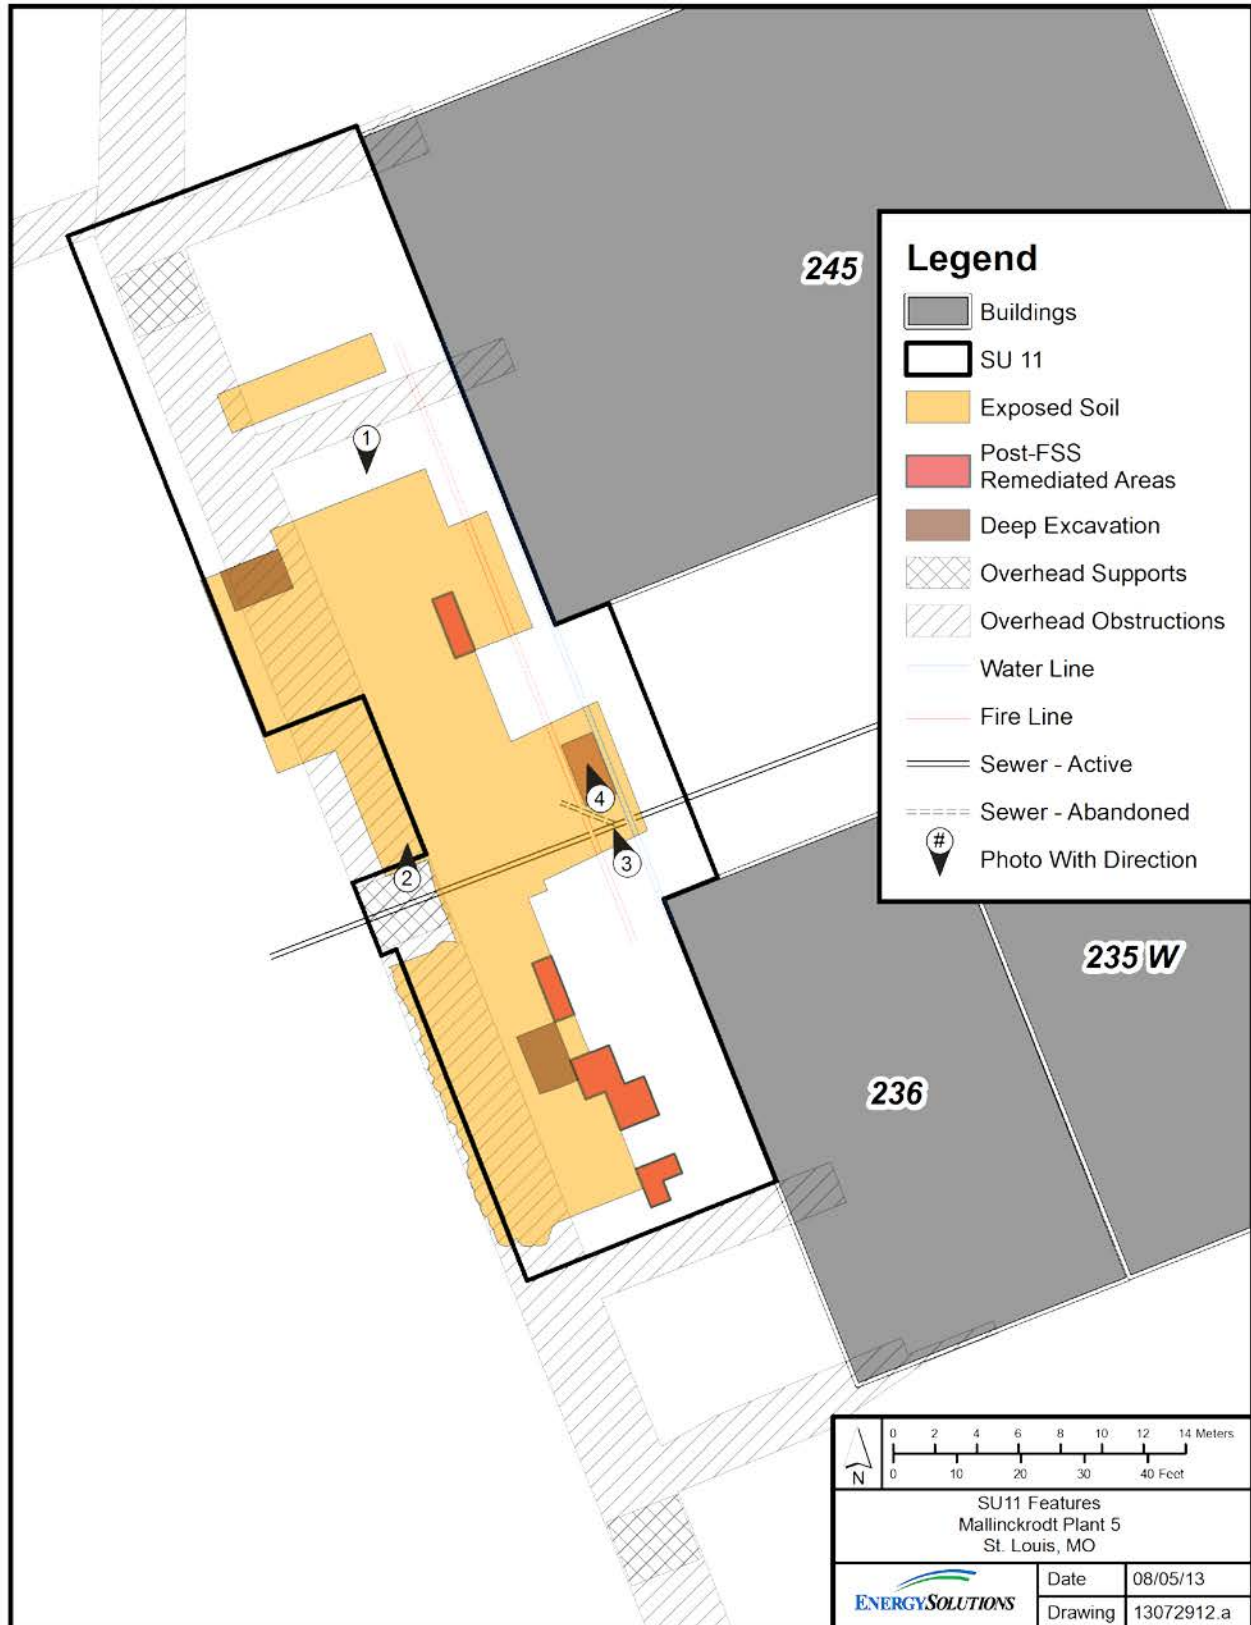 245
Legend
Buildings
SU 11
Exposed Soil
Post-FSS
Remediated Areas
Deep Excavation
Overhead Supports
Overhead Obstructions
Water Line
Fire Line
Sewer - Active
Sewer - Abandoned
#
Photo With Direction
1
4
3
2
235 W
236
0 2 4 6 8 10 12 14 Meters
0 10 20 30 40 Feet
N
SU11 Features
Mallinckrodt Plant 5
St. Louis, MO
ENERGYSOLUTIONS
Date 08/05/13
Drawing 13072912.a